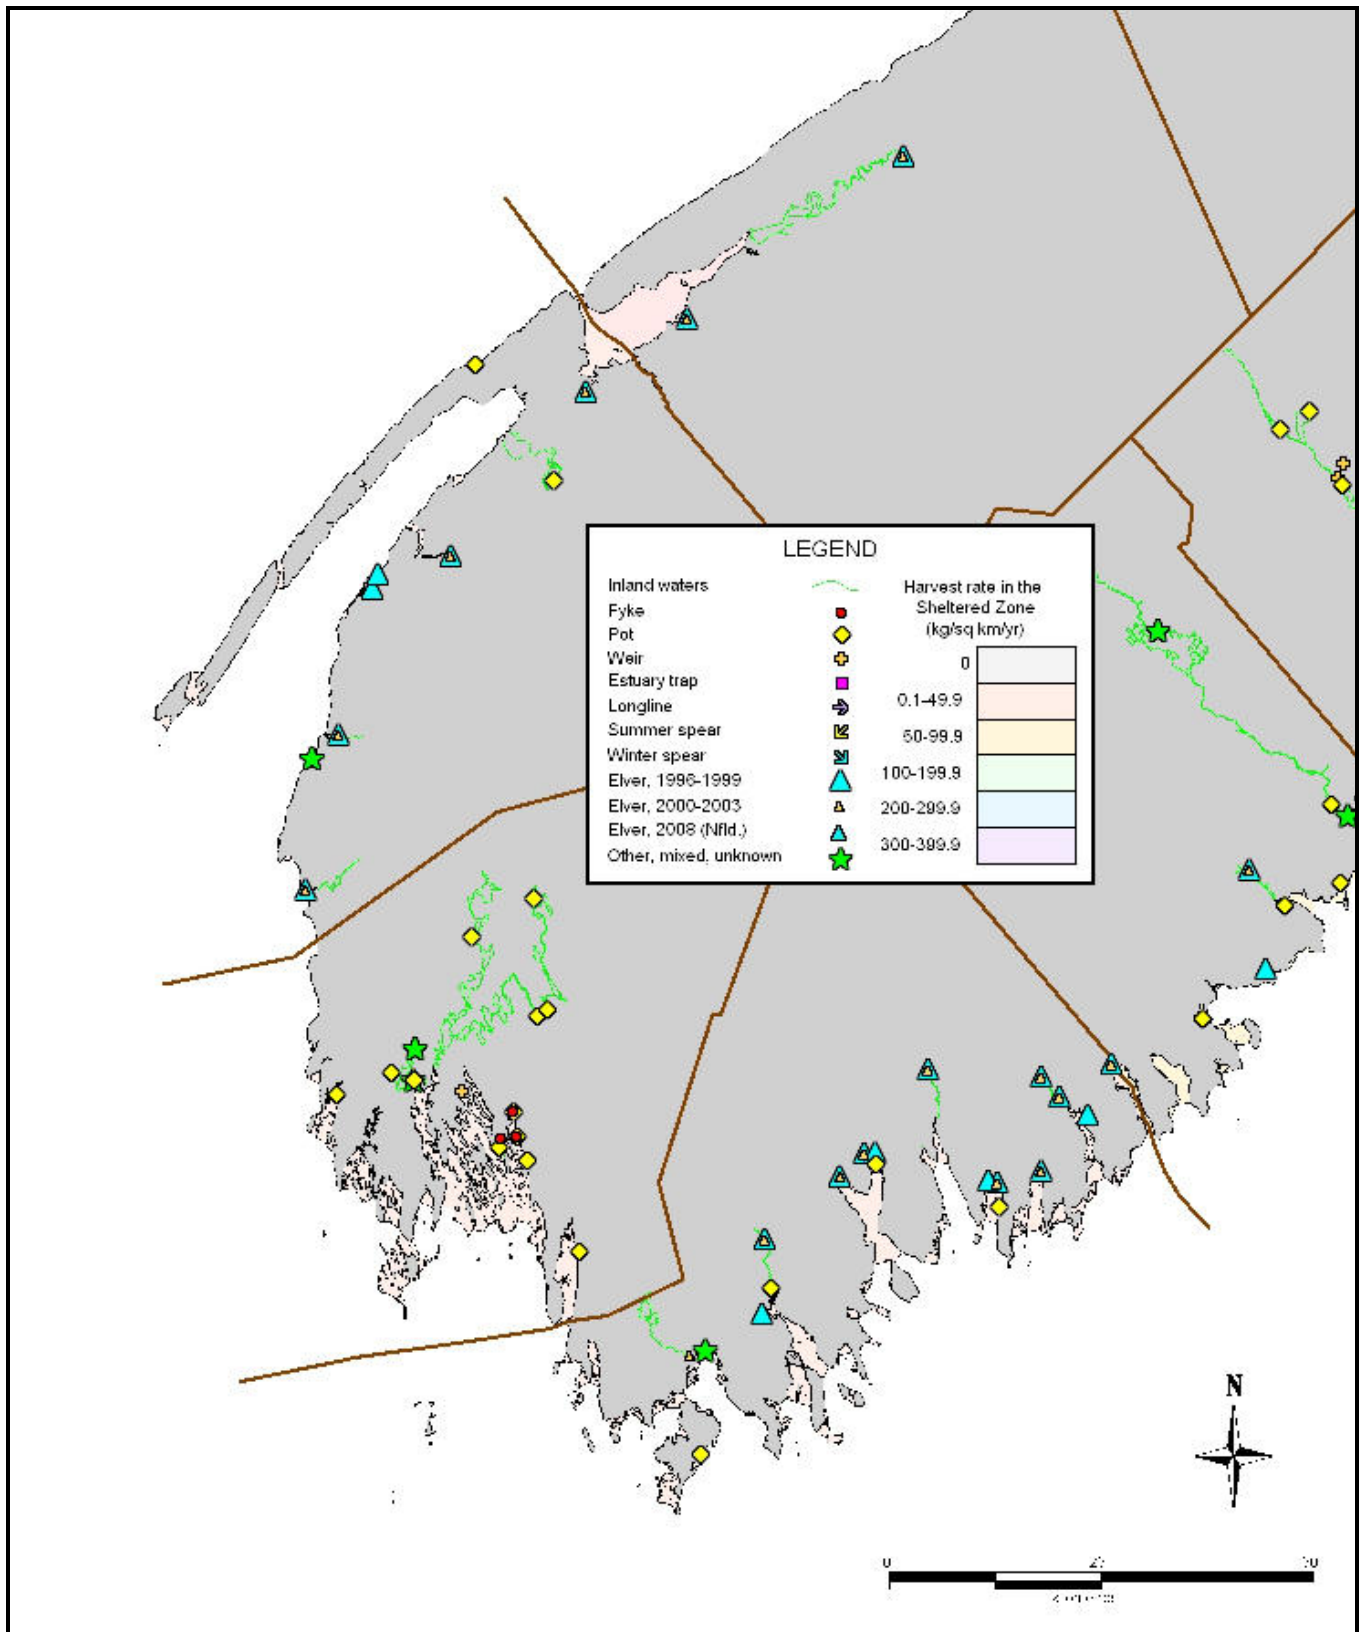 LEGEND
Inland waters
Fyke
Pot
Weir
Estuary trap
Longline
Summer spear
Winter spear
Elver, 1996-1999
Elver, 2000-2003
Elver, 2008 (Nfld.)
Other, mixed, unknown
Harvest rate in the
Sheltered Zone
(kg/sq km/yr)
0
0.1-49.9
50-99.9
100-199.9
200-299.9
300-399.9
N
0